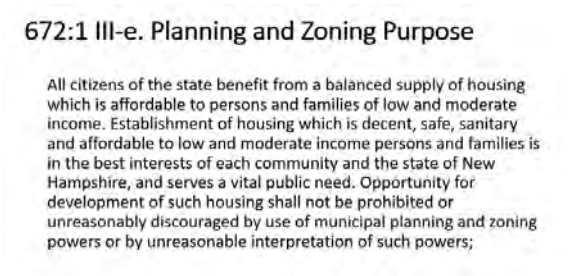 672:1 III-e. Planning and Zoning Purpose
All citizens of the state benefit from a balanced supply of housing
which is affordable to persons and families of low and moderate
income. Establishment of housing which is decent, safe, sanitary
and affordable to low and moderate income persons and families is
in the best interests of each community and the state of New
Hampshire, and serves a vital public need. Opportunity for
development of such housing shall not be prohibited or
unreasonably discouraged by use of municipal planning and zoning
powers or by unreasonable interpretation of such powers;